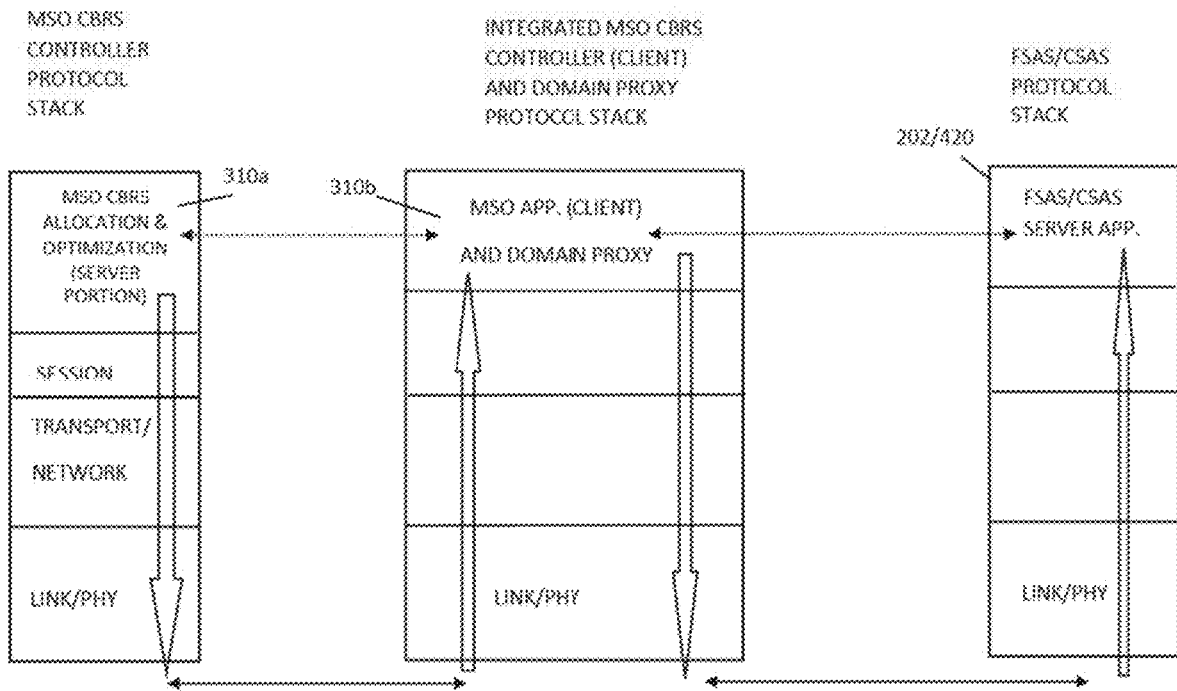 MSO CBRS
CONTROLLER
PROTOCOL
STACK
INTEGRATED MSO CBRS
CONTROLLER (CLIENT)
AND DOMAIN PROXY
PROTOCOL STACK
FSAS/CSAS
PROTOCOL
STACK
202/420
310a
310b
MSO CBRS
ALLOCATION &
OPTIMIZATION
(SERVER
PORTION)
MSO APP. (CLIENT)
AND DOMAIN PROXY
FSAS/CSAS
SERVER APP.
SESSION
TRANSPORT/
NETWORK
LINK/PHY
LINK/PHY
LINK/PHY